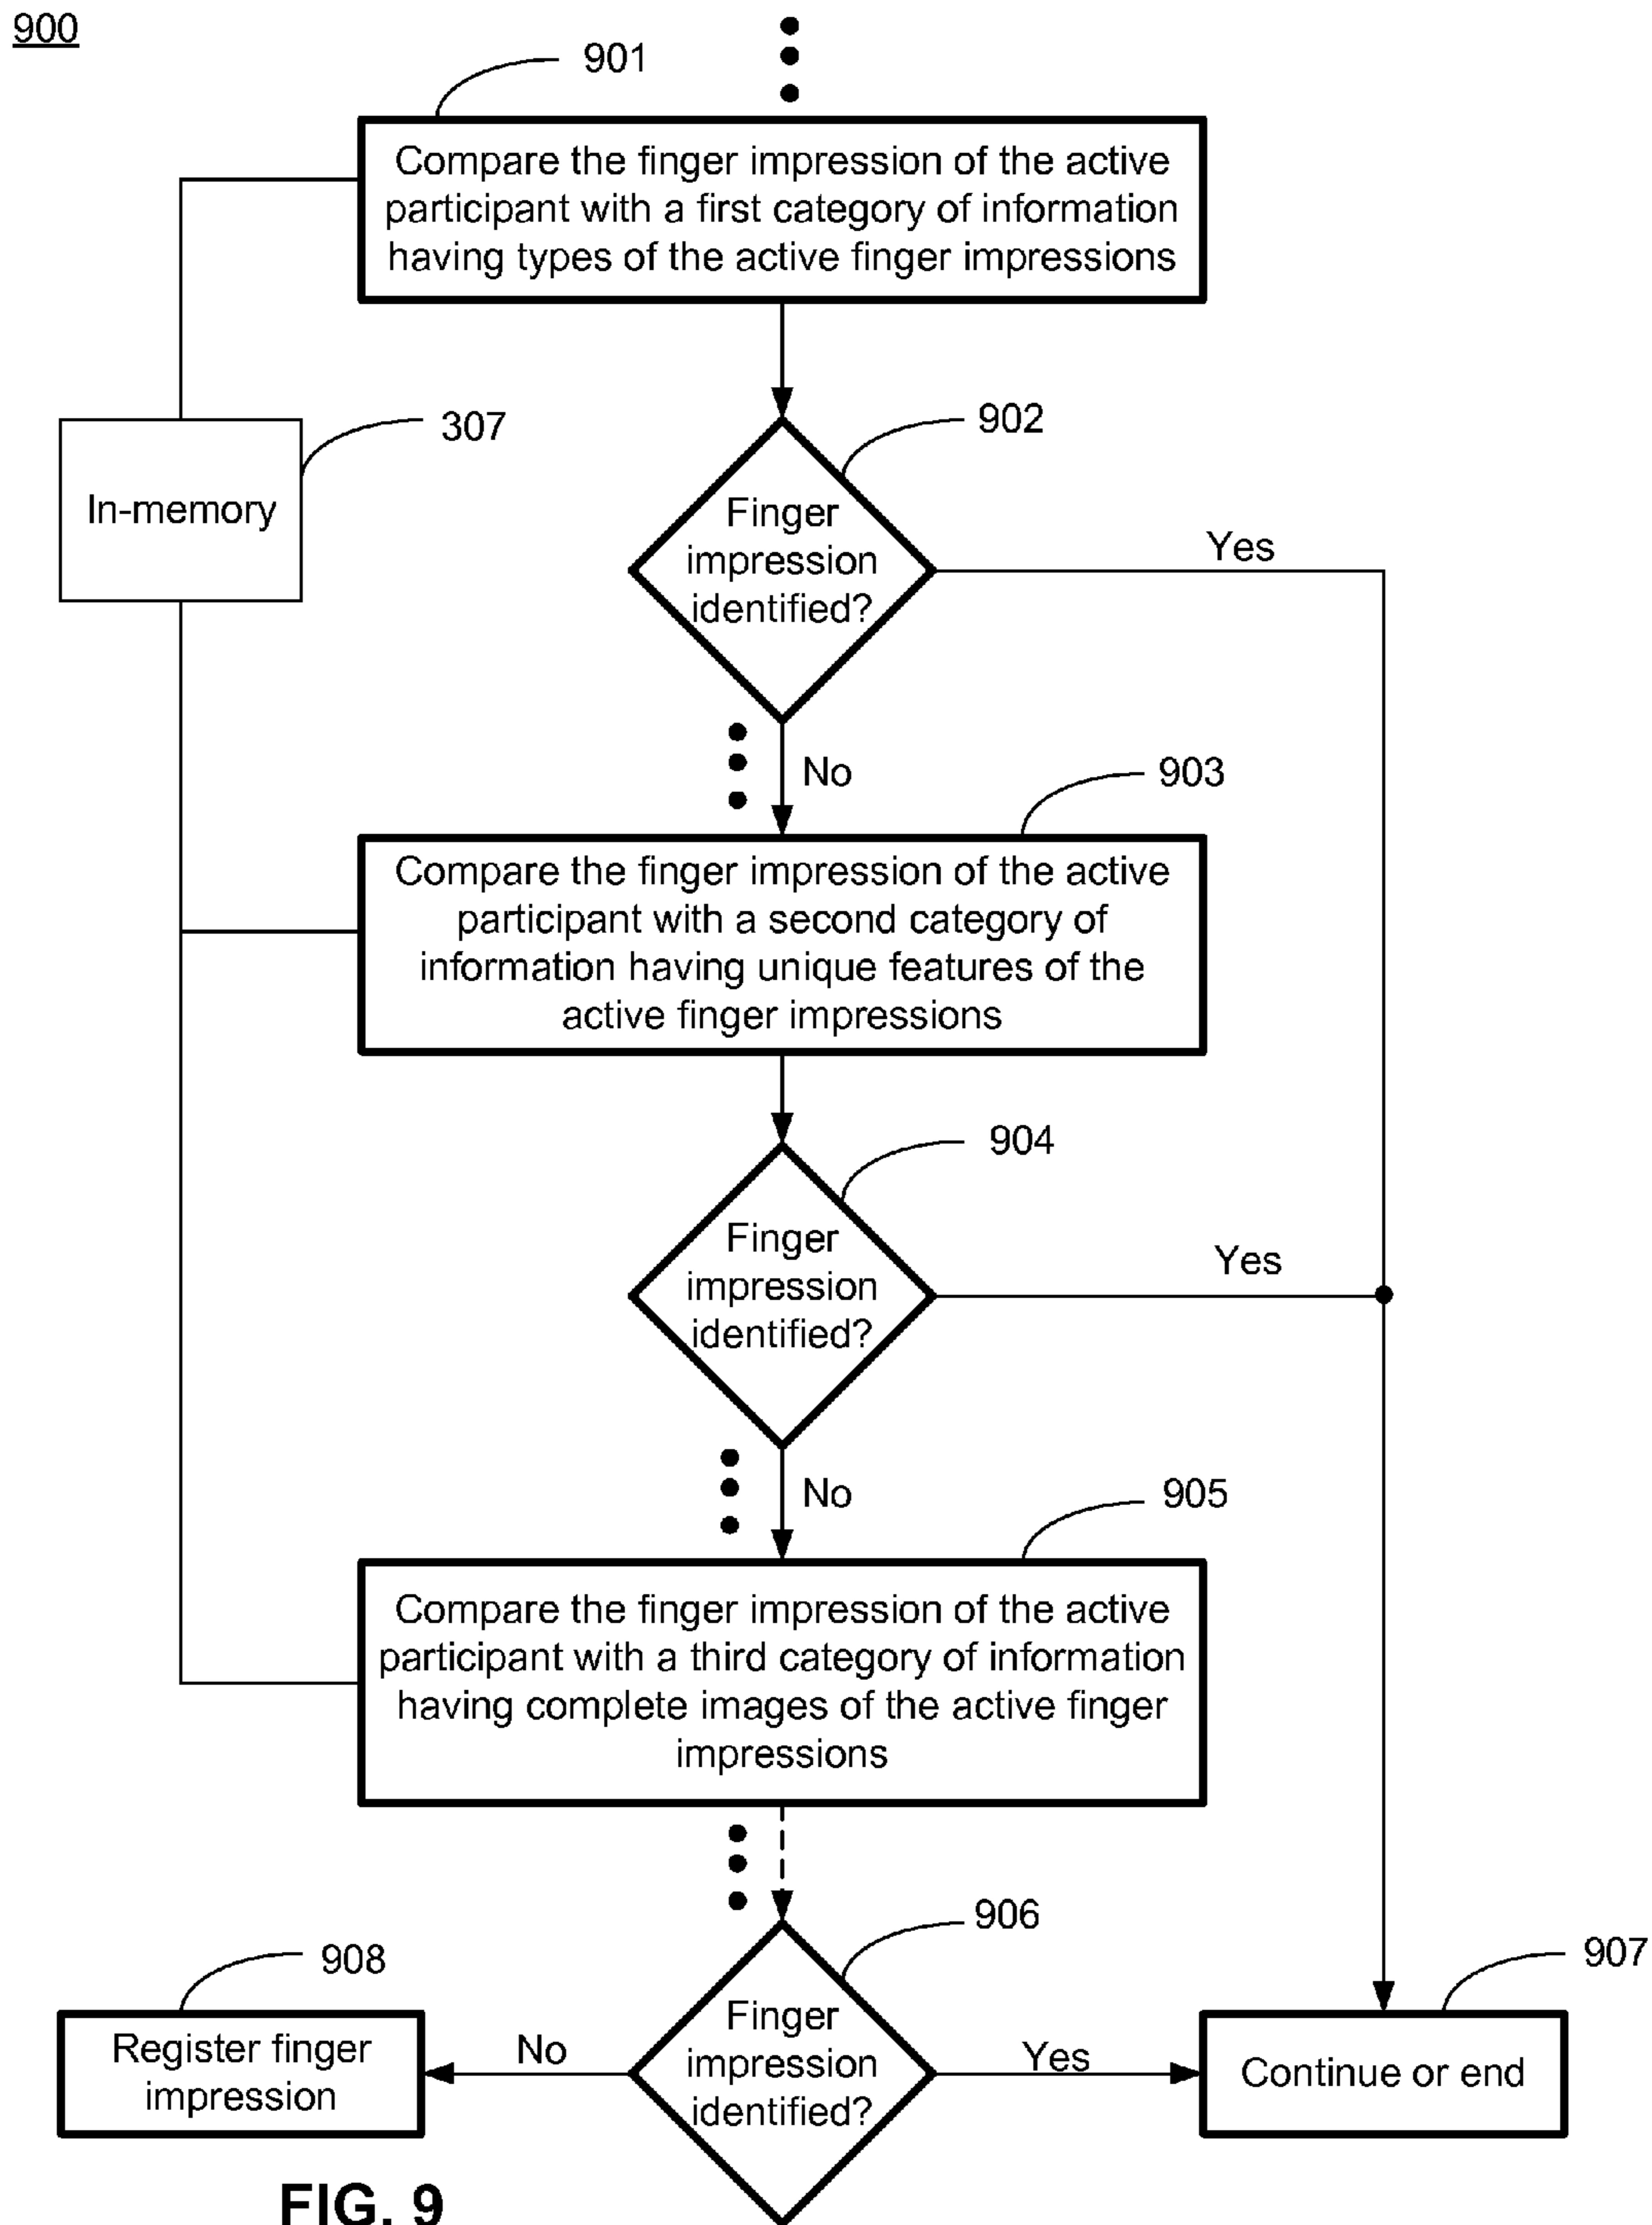 900
901
Compare the finger impression of the active
participant with a first category of information
having types of the active finger impressions
307
In-memory
902
Finger
impression
identified?
Yes
No
903
Compare the finger impression of the active
participant with a second category of
information having unique features of the
active finger impressions
904
Finger
impression
identified?
Yes
No
905
Compare the finger impression of the active
participant with a third category of information
having complete images of the active finger
impressions
906
Finger
impression
identified?
908
Register finger
impression
No
Yes
907
Continue or end
FIG. 9